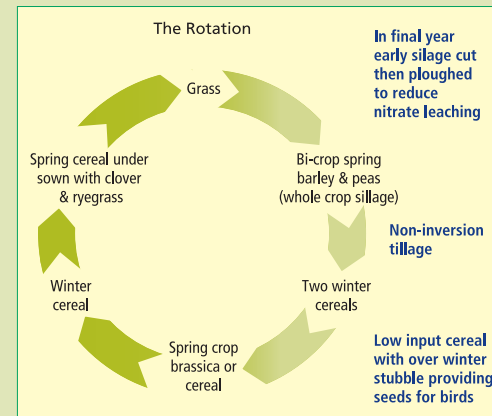 The Rotation
In final year
early silage cut
then ploughed
to reduce
nitrate leaching
Grass
Bi-crop spring
barley & peas
(whole crop sillage)
Non-inversion
tillage
Two winter
cereals
Low input cereal
with over winter
stubble providing
seeds for birds
Spring crop
brassica or
cereal
Winter
cereal
Spring cereal under
sown with clover
& ryegrass